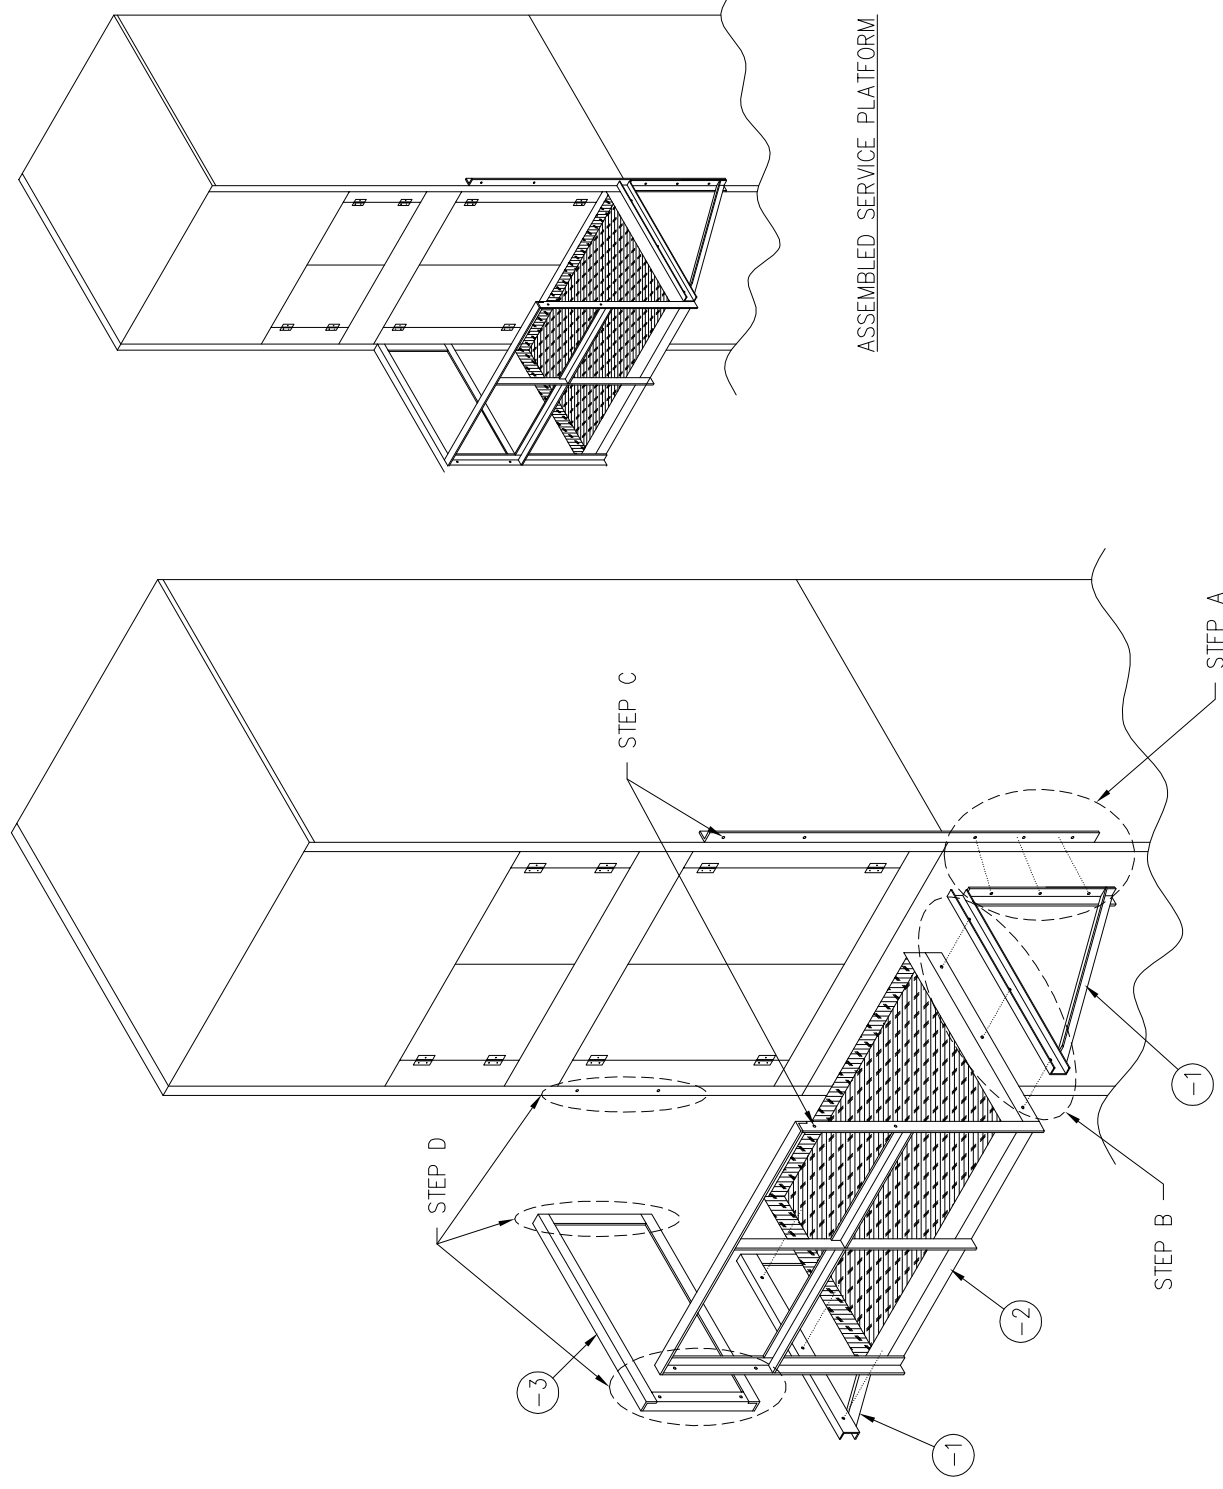 ASSEMBLED SERVICE PLATFORM
STEP A
STEP C
STEP D
STEP B
-3
-1
-2
-1